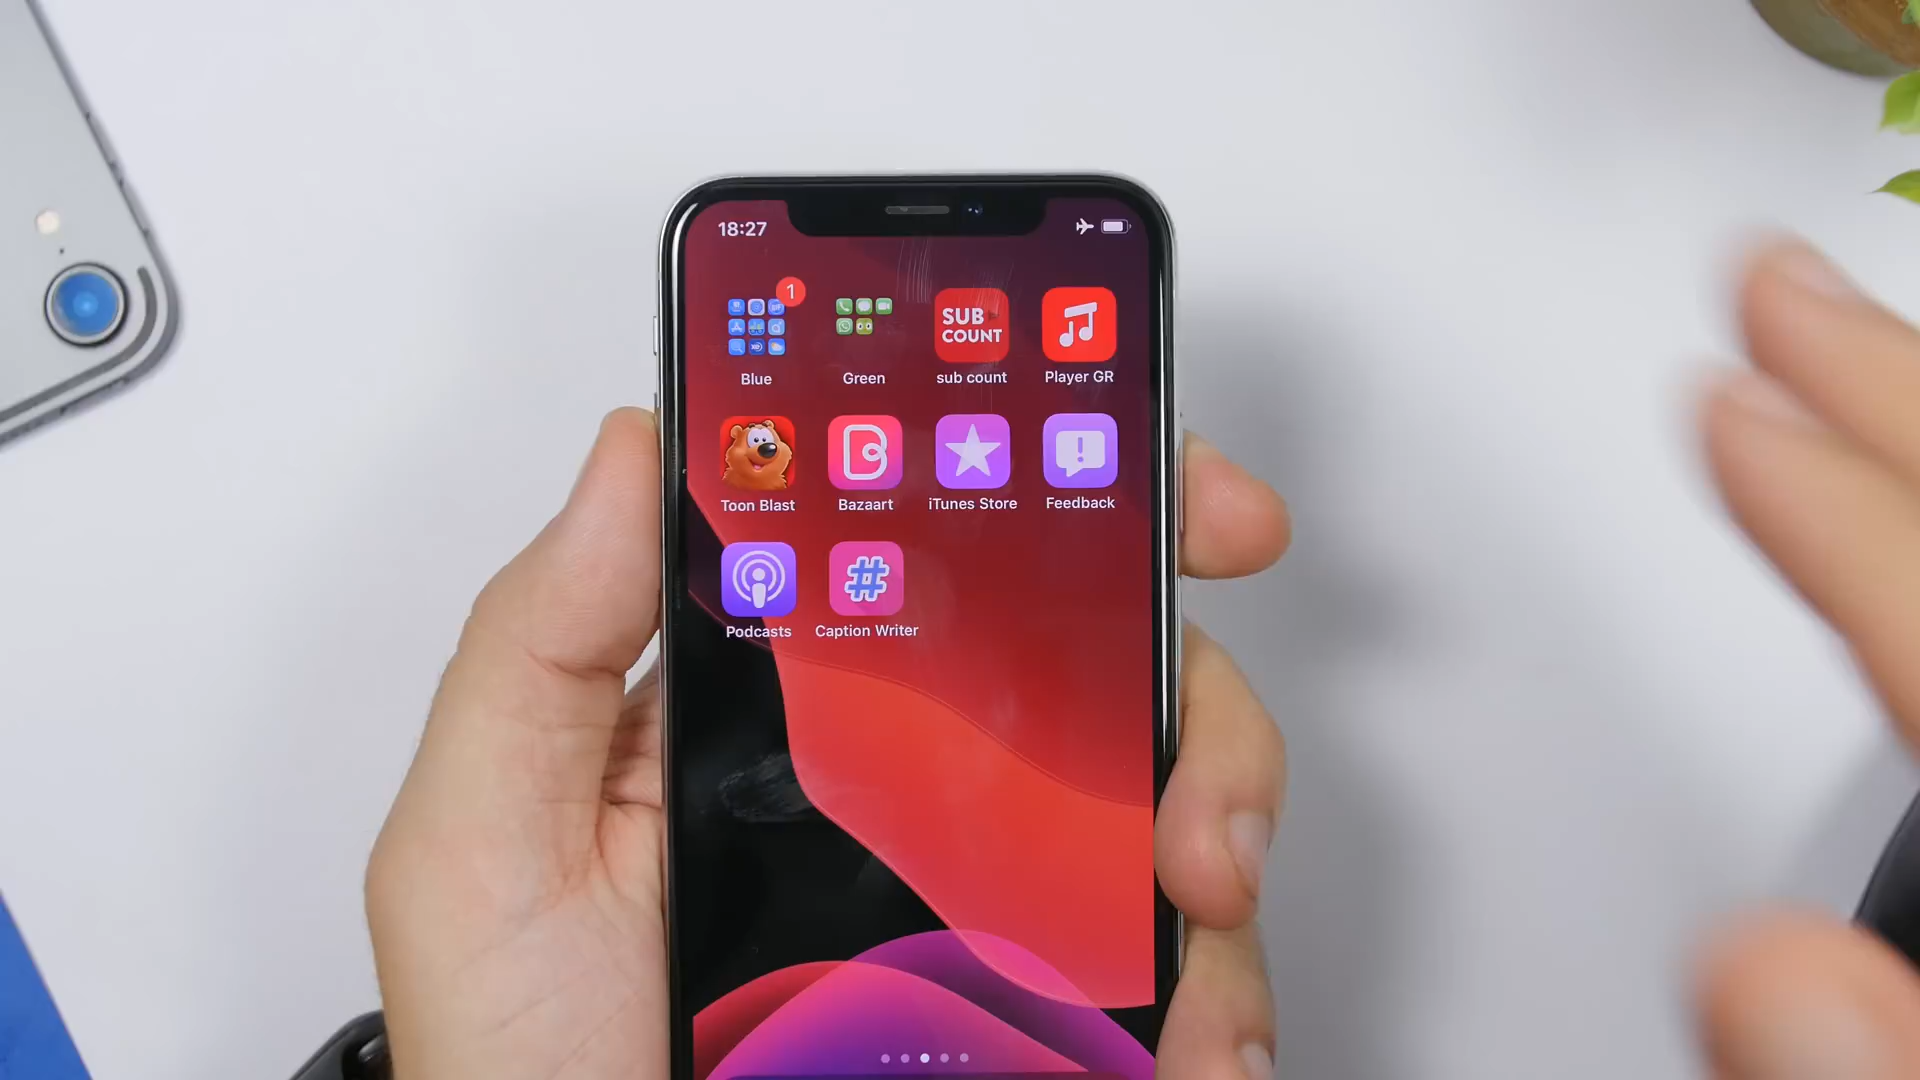 18:27
1
SUB
COUNT
Blue
Green
sub count
Player GR
Toon Blast
Bazaart
iTunes Store
Feedback
#
Podcasts
Caption Writer